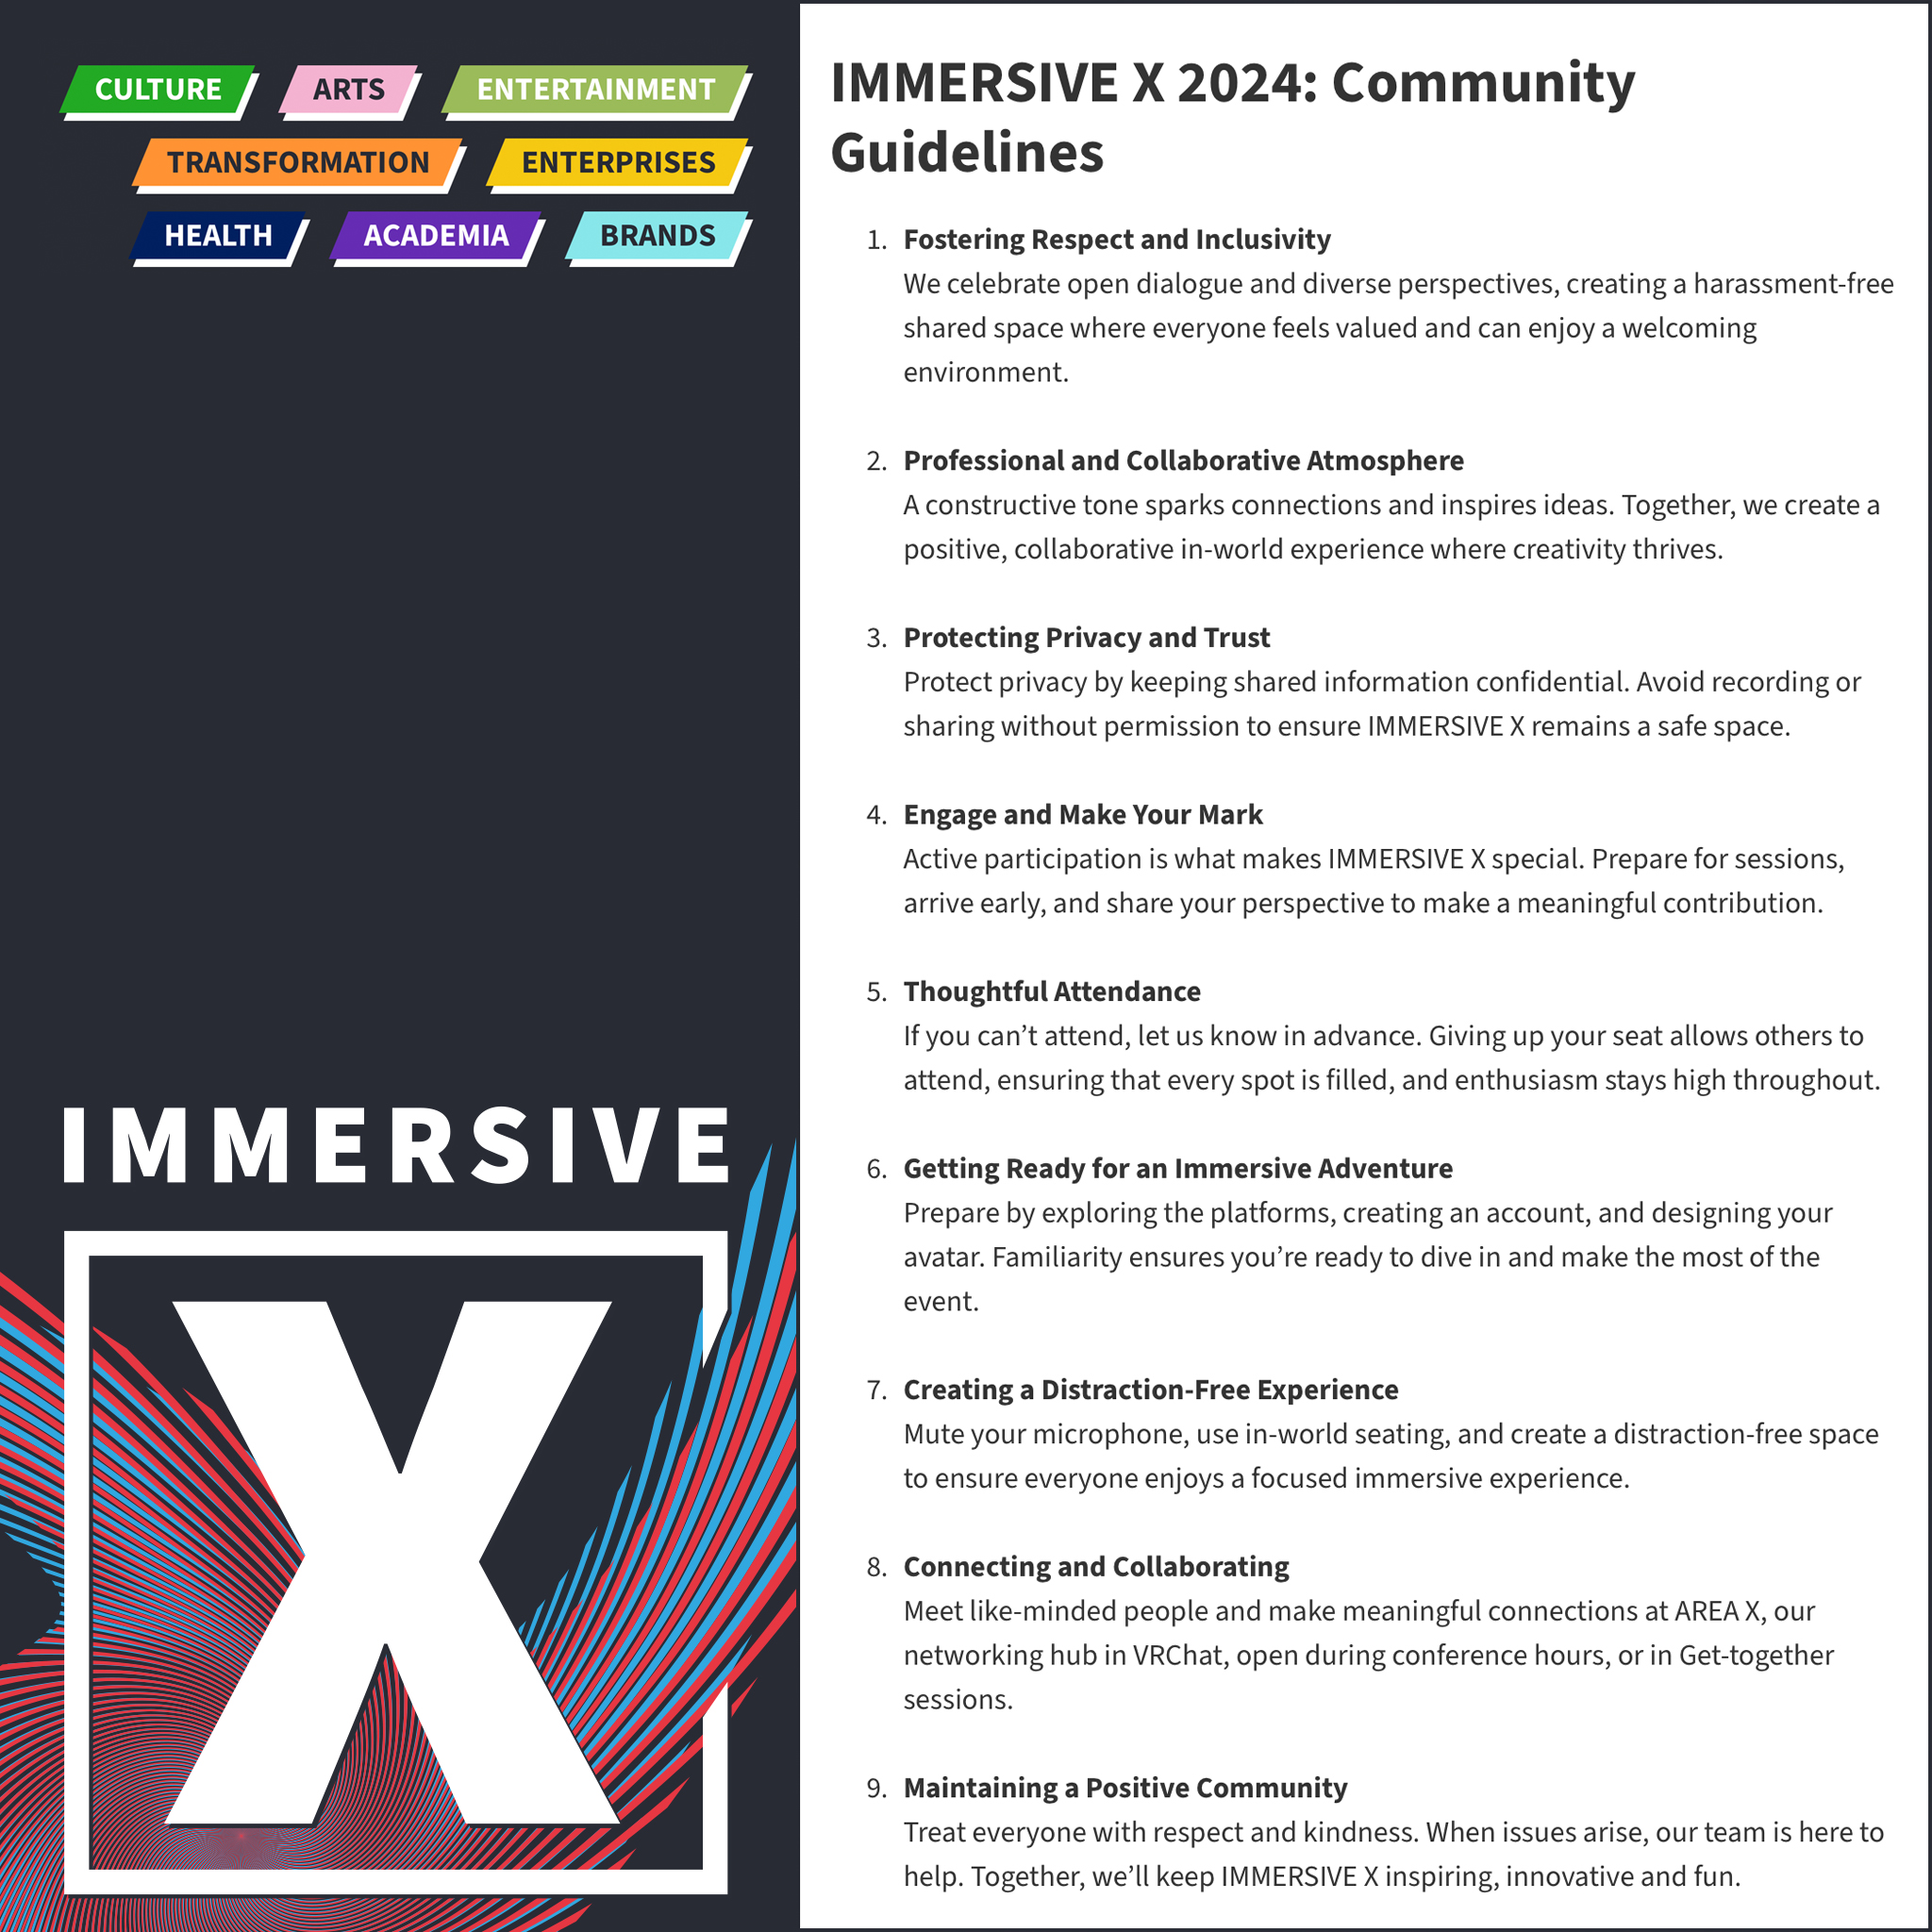 CULTURE ARTS ENTERTAINMENT
TRANSFORMATION ENTERPRISES
HEALTH ACADEMIA BRANDS
IMMERSIVE
X
IMMERSIVE X 2024: Community
Guidelines
1. Fostering Respect and Inclusivity
We celebrate open dialogue and diverse perspectives, creating a harassment-free
shared space where everyone feels valued and can enjoy a welcoming
environment.
2. Professional and Collaborative Atmosphere
A constructive tone sparks connections and inspires ideas. Together, we create a
positive, collaborative in-world experience where creativity thrives.
3. Protecting Privacy and Trust
Protect privacy by keeping shared information confidential. Avoid recording or
sharing without permission to ensure IMMERSIVE X remains a safe space.
4. Engage and Make Your Mark
Active participation is what makes IMMERSIVE X special. Prepare for sessions,
arrive early, and share your perspective to make a meaningful contribution.
5. Thoughtful Attendance
If you can’t attend, let us know in advance. Giving up your seat allows others to
attend, ensuring that every spot is filled, and enthusiasm stays high throughout.
6. Getting Ready for an Immersive Adventure
Prepare by exploring the platforms, creating an account, and designing your
avatar. Familiarity ensures you’re ready to dive in and make the most of the
event.
7. Creating a Distraction-Free Experience
Mute your microphone, use in-world seating, and create a distraction-free space
to ensure everyone enjoys a focused immersive experience.
8. Connecting and Collaborating
Meet like-minded people and make meaningful connections at AREA X, our
networking hub in VRChat, open during conference hours, or in Get-together
sessions.
9. Maintaining a Positive Community
Treat everyone with respect and kindness. When issues arise, our team is here to
help. Together, we’ll keep IMMERSIVE X inspiring, innovative and fun.